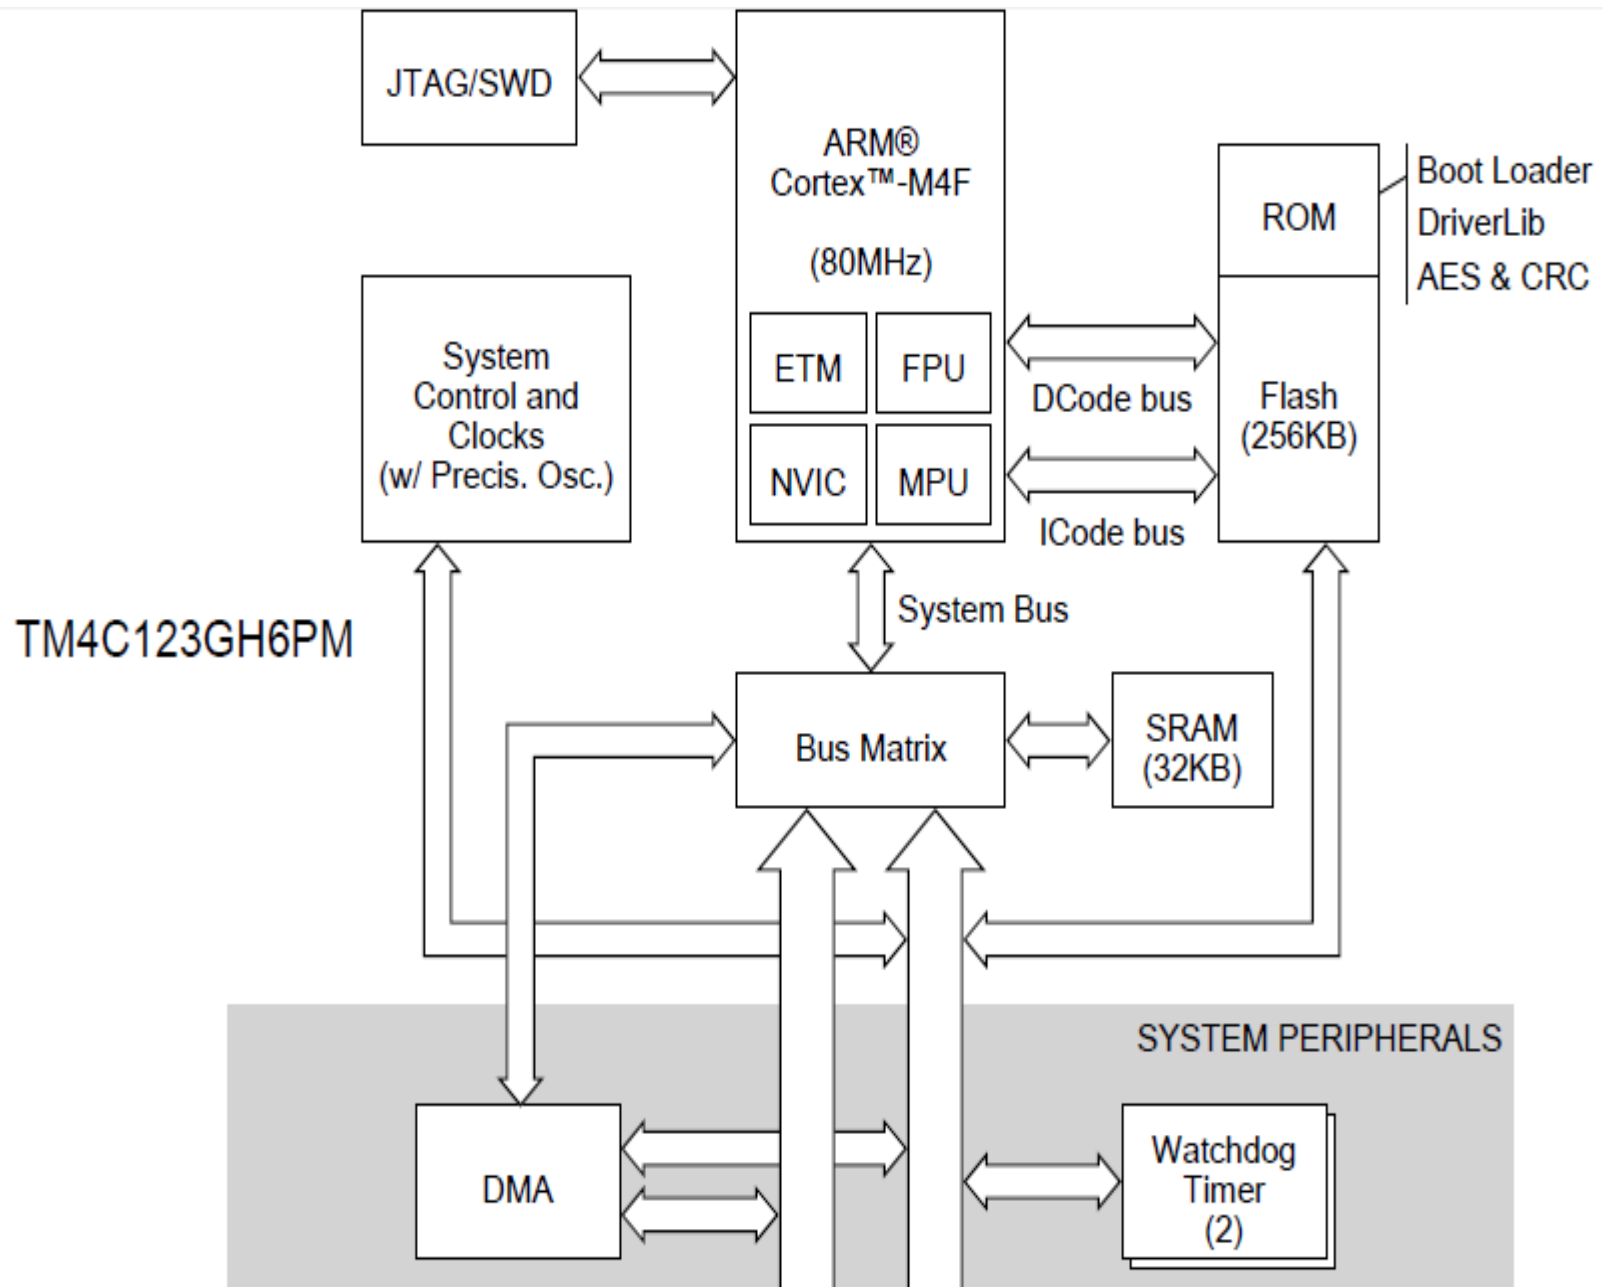 JTAG/SWD
ARM®
Cortex™-M4F
(80MHz)
ROM
Boot Loader
DriverLib
AES & CRC
System
Control and
Clocks
(w/ Precis. Osc.)
ETM
FPU
NVIC
MPU
DCode bus
ICode bus
Flash
(256KB)
System Bus
TM4C123GH6PM
Bus Matrix
SRAM
(32KB)
SYSTEM PERIPHERALS
DMA
Watchdog
Timer
(2)